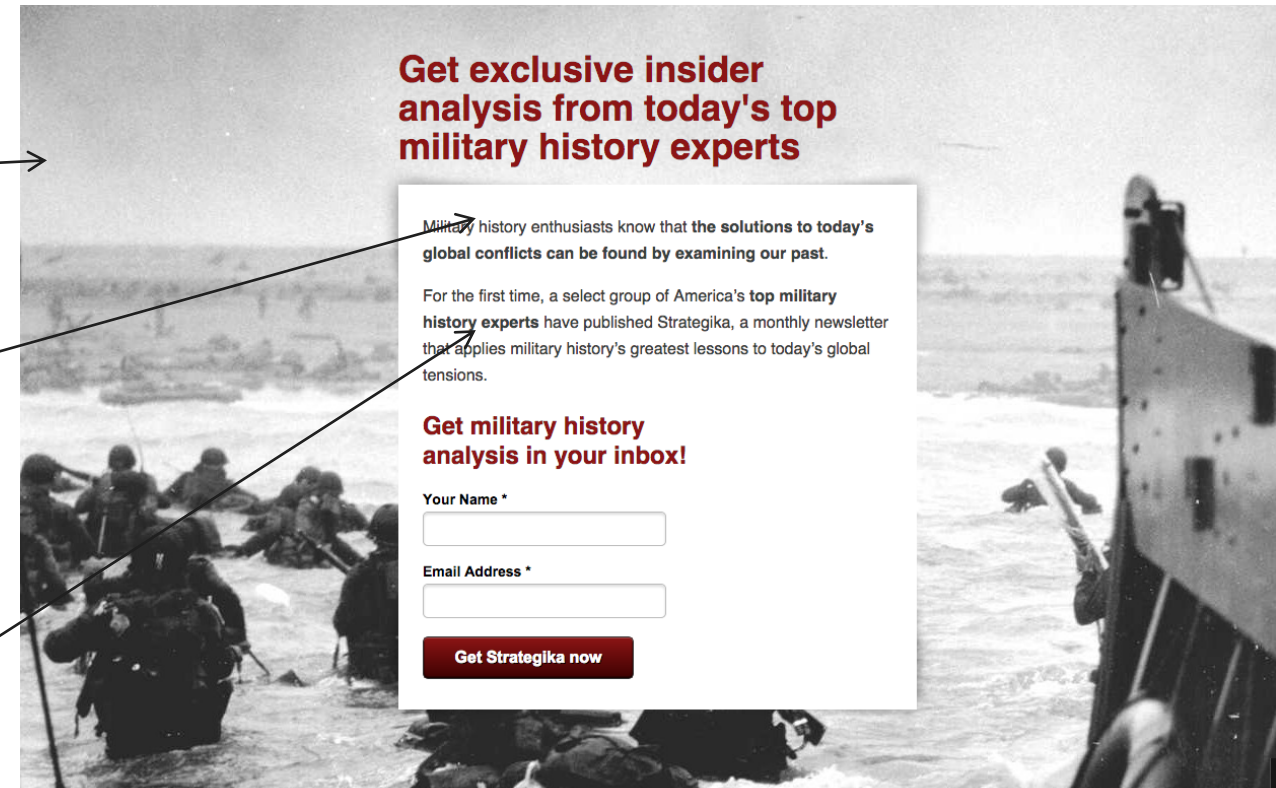 Get exclusive insider
analysis from today's top
military history experts
Military history enthusiasts know that the solutions to today's
global conflicts can be found by examining our past.
For the first time, a select group of America's top military
history experts have published Strategika, a monthly newsletter
that applies military history's greatest lessons to today's global
tensions.
Get military history
analysis in your inbox!
Your Name *
Email Address *
Get Strategika now